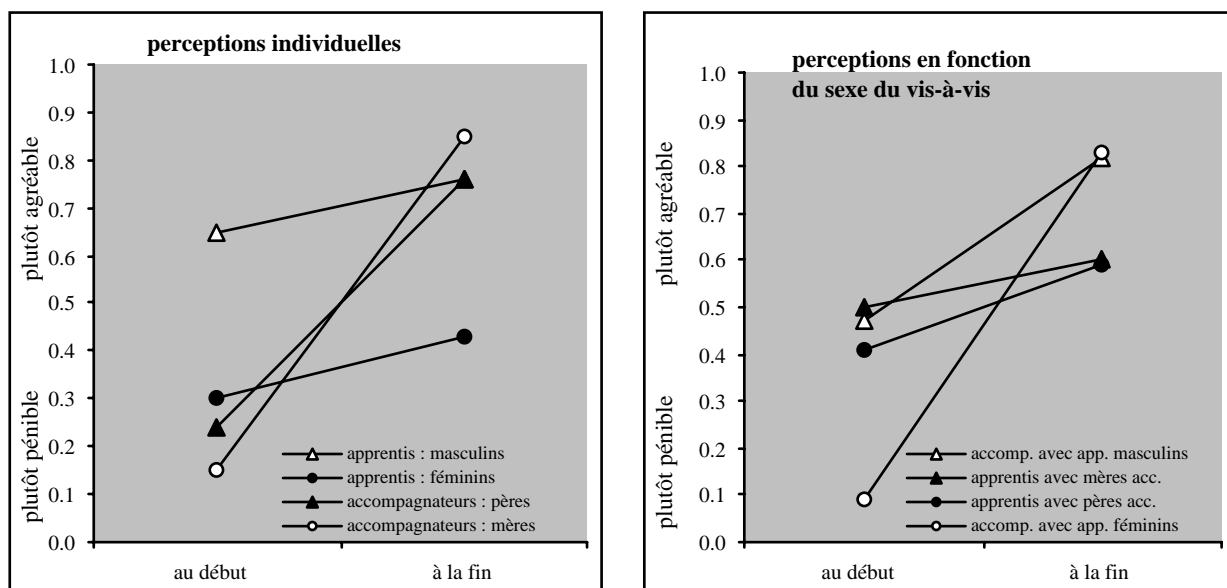 perceptions individuelles
1.0
0.9
0.8
0.7
0.6
0.5
0.4
0.3
0.2
0.1
0.0
plutôt agréable
plutôt pénible
apprentis : masculins
apprentis : féminins
accompagnateurs : pères
accompagnateurs : mères
au début
à la fin
perceptions en fonction
du sexe du vis-à-vis
1.0
0.9
0.8
0.7
0.6
0.5
0.4
0.3
0.2
0.1
0.0
plutôt agréable
plutôt pénible
accomp. avec app. masculins
apprentis avec mères acc.
apprentis avec pères acc.
accomp. avec app. féminins
au début
à la fin